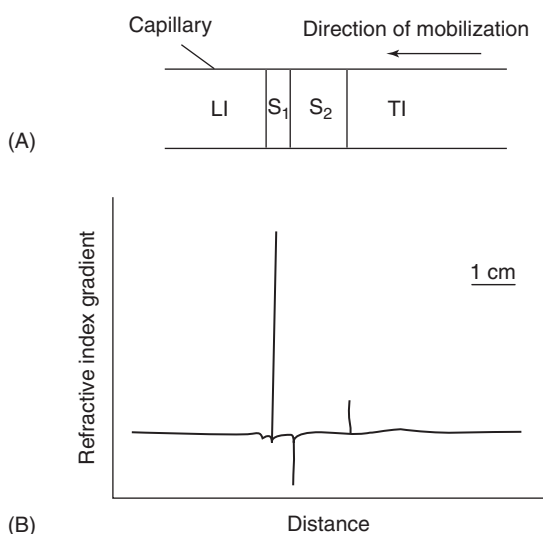 Capillary
Direction of mobilization
LI S₁ S₂ TI
(A)
Refractive index gradient
1 cm
(B)
Distance